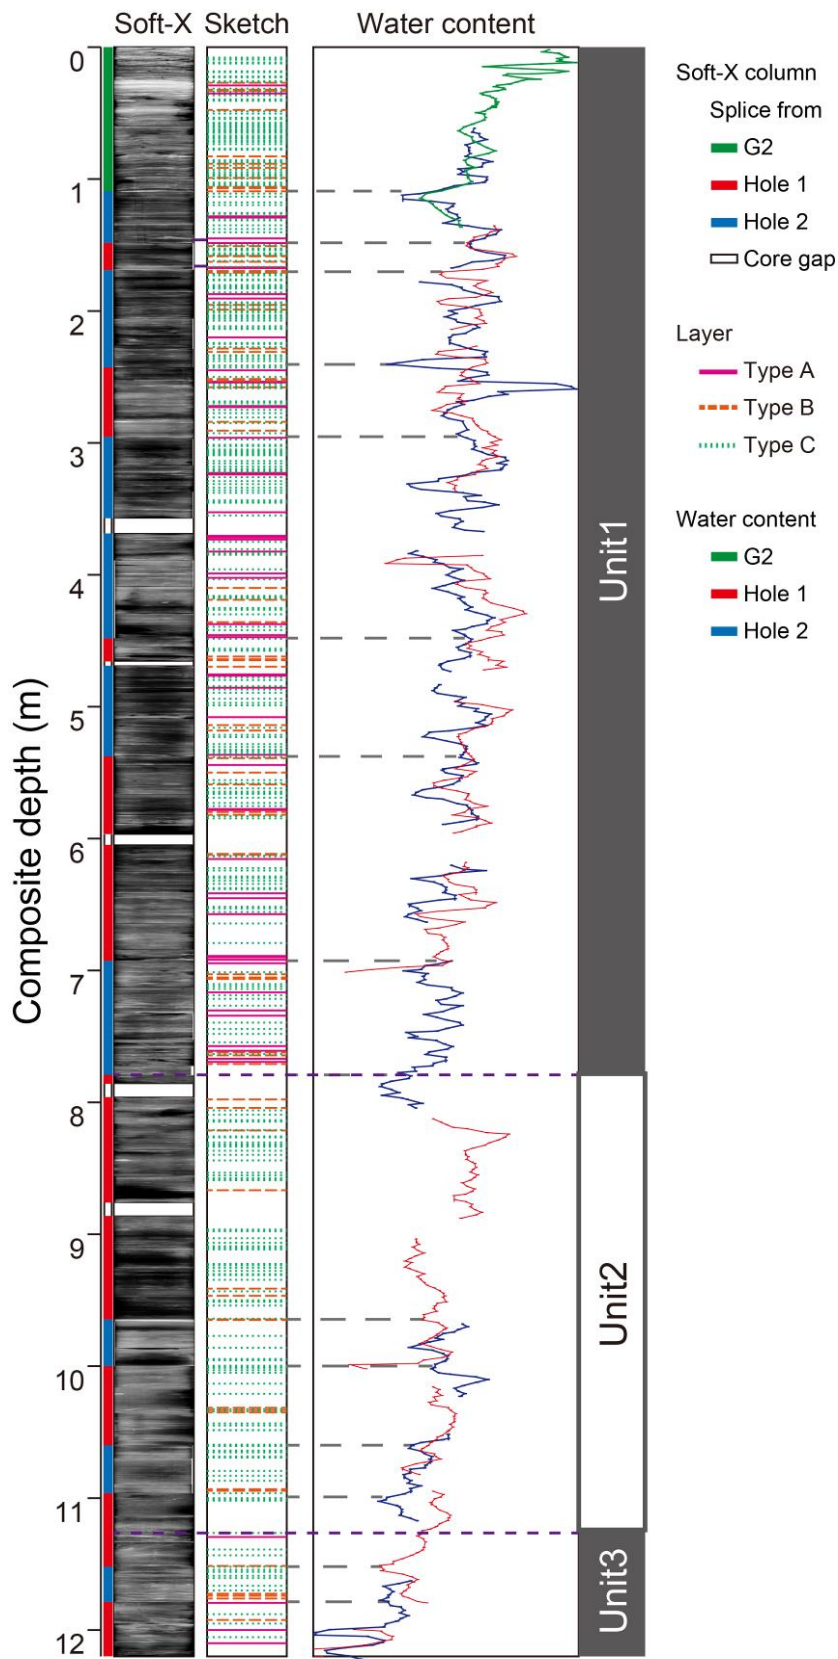 Soft-X Sketch Water content
Composite depth (m)
0
1
2
3
4
5
6
7
8
9
10
11
12
Unit1
Unit2
Unit3
Soft-X column
Splice from
G2
Hole 1
Hole 2
Core gap
Layer
Type A
Type B
Type C
Water content
G2
Hole 1
Hole 2